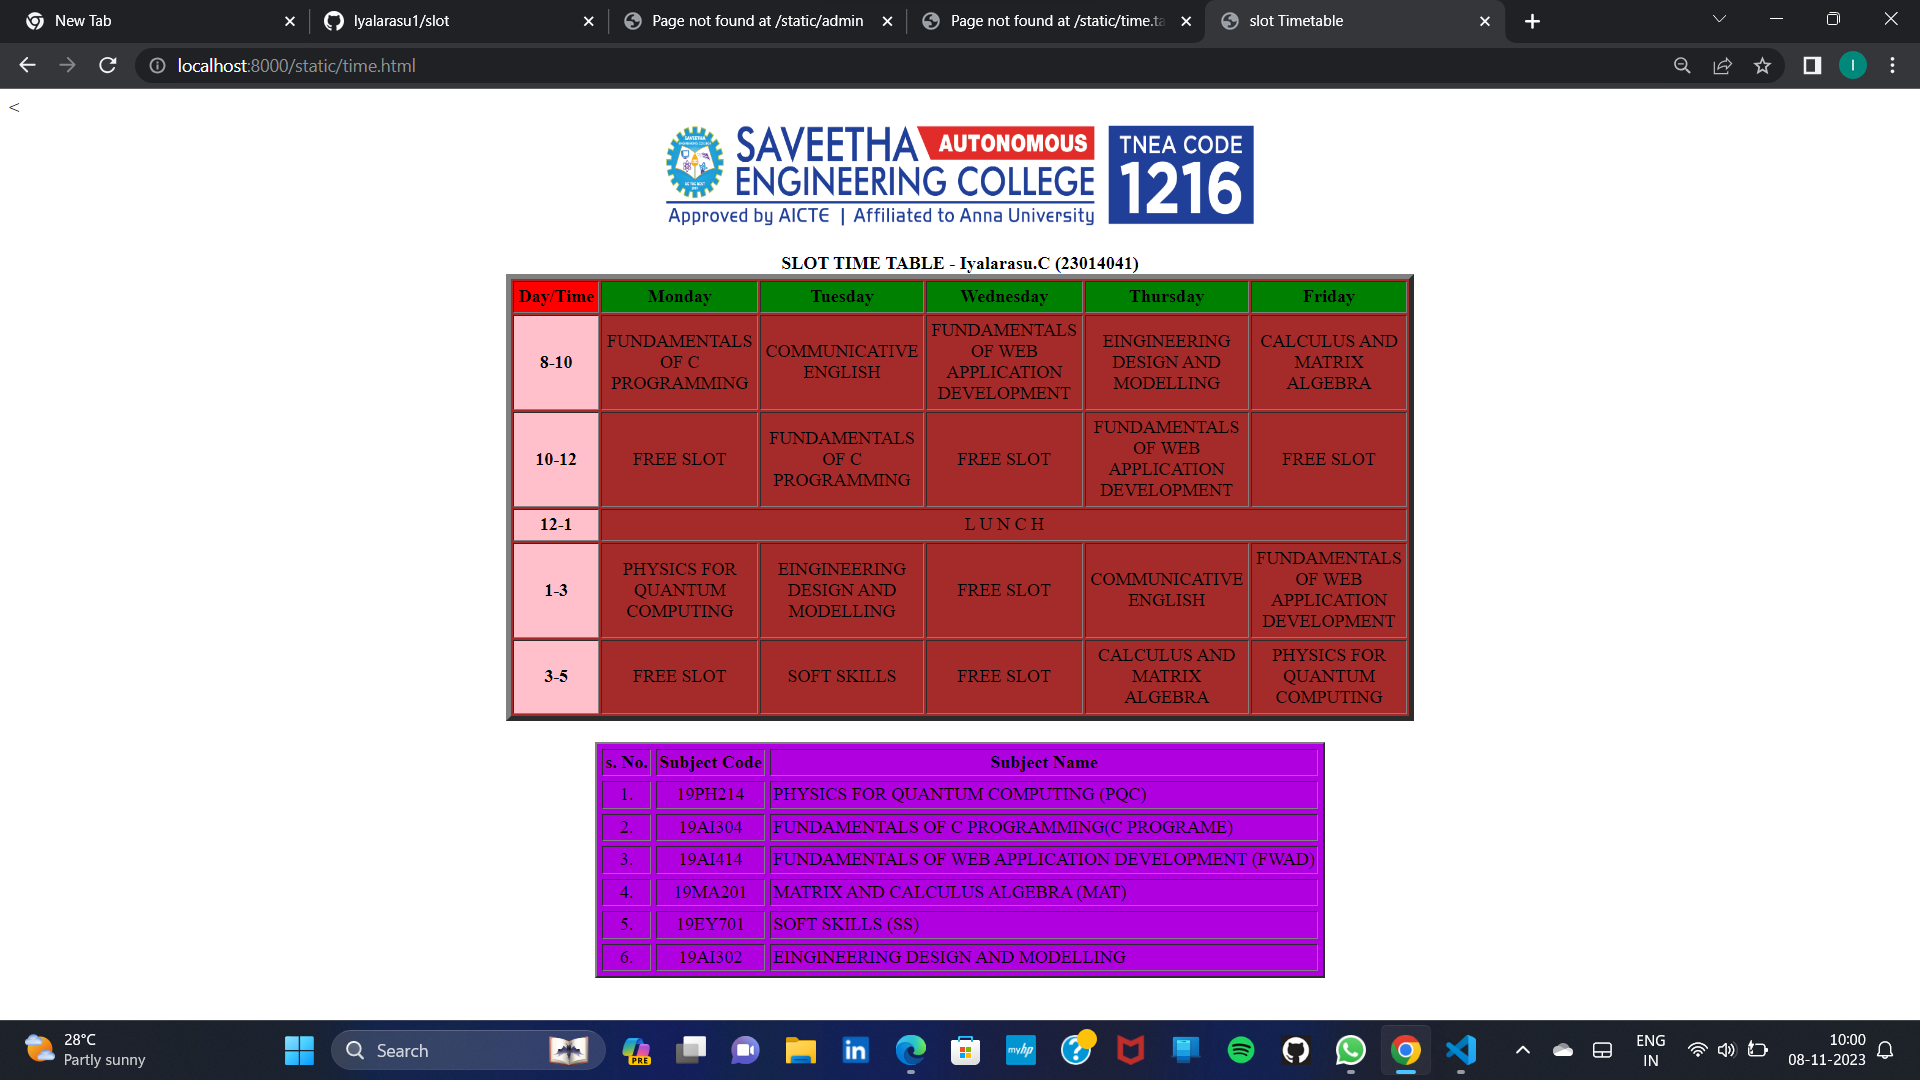 New Tab
Iyalarasu1/slot
Page not found at /static/admin
Page not found at /static/time.ta
slot Timetable
localhost:8000/static/time.html
I
<
SAVEETHA AUTONOMOUS
ENGINEERING COLLEGE
Approved by AICTE | Affiliated to Anna University
TNEA CODE
1216
SLOT TIME TABLE - Iyalarasu.C (23014041)
Day/Time Monday Tuesday Wednesday Thursday Friday
8-10
FUNDAMENTALS
OF C
PROGRAMMING
COMMUNICATIVE
ENGLISH
FUNDAMENTALS
OF WEB
APPLICATION
DEVELOPMENT
EINGINEERING
DESIGN AND
MODELLING
CALCULUS AND
MATRIX
ALGEBRA
10-12
FREE SLOT
FUNDAMENTALS
OF C
PROGRAMMING
FREE SLOT
FUNDAMENTALS
OF WEB
APPLICATION
DEVELOPMENT
FREE SLOT
12-1
L U N C H
1-3
PHYSICS FOR
QUANTUM
COMPUTING
EINGINEERING
DESIGN AND
MODELLING
FREE SLOT
COMMUNICATIVE
ENGLISH
FUNDAMENTALS
OF WEB
APPLICATION
DEVELOPMENT
3-5
FREE SLOT
SOFT SKILLS
FREE SLOT
CALCULUS AND
MATRIX
ALGEBRA
PHYSICS FOR
QUANTUM
COMPUTING
s. No. Subject Code Subject Name
1. 19PH214 PHYSICS FOR QUANTUM COMPUTING (PQC)
2. 19AI304 FUNDAMENTALS OF C PROGRAMMING(C PROGRAME)
3. 19AI414 FUNDAMENTALS OF WEB APPLICATION DEVELOPMENT (FWAD)
4. 19MA201 MATRIX AND CALCULUS ALGEBRA (MAT)
5. 19EY701 SOFT SKILLS (SS)
6. 19AI302 EINGINEERING DESIGN AND MODELLING
28°C
Partly sunny
Search
PRE
myhp
ENG
IN
10:00
08-11-2023